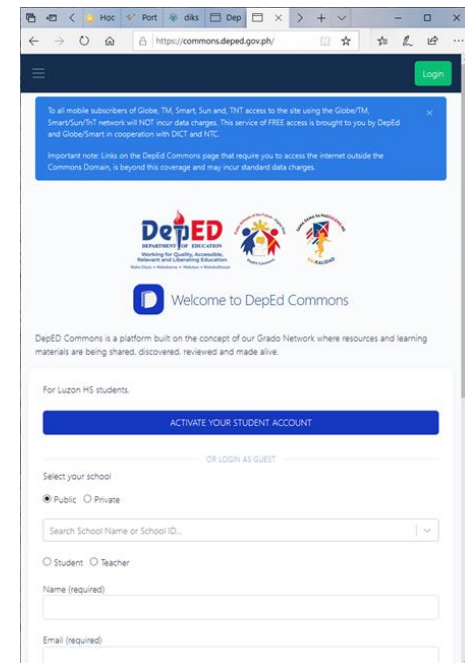 Hoc
Port
diks
Dep
https://commons.deped.gov.ph/
Login
To all mobile subscribers of Globe, TM, Smart, Sun and, TNT access to the site using the Globe/TM,
Smart/Sun/TnT network will NOT incur data charges. This service of FREE access is brought to you by DepEd
and Globe/Smart in cooperation with DICT and NTC.
Important note: Links on the DepEd Commons page that require you to access the internet outside the
Commons Domain, is beyond this coverage and may incur standard data charges.
DepED
DEPARTMENT OF EDUCATION
Working for Quality, Accessible,
Relevant and Liberating Education
Welcome to DepEd Commons
DepED Commons is a platform built on the concept of our Grado Network where resources and learning
materials are being shared, discovered, reviewed and made alive.
For Luzon HS students.
ACTIVATE YOUR STUDENT ACCOUNT
OR LOGIN AS GUEST
Select your school
Public Private
Search School Name or School ID...
Student Teacher
Name (required)
Email (required)